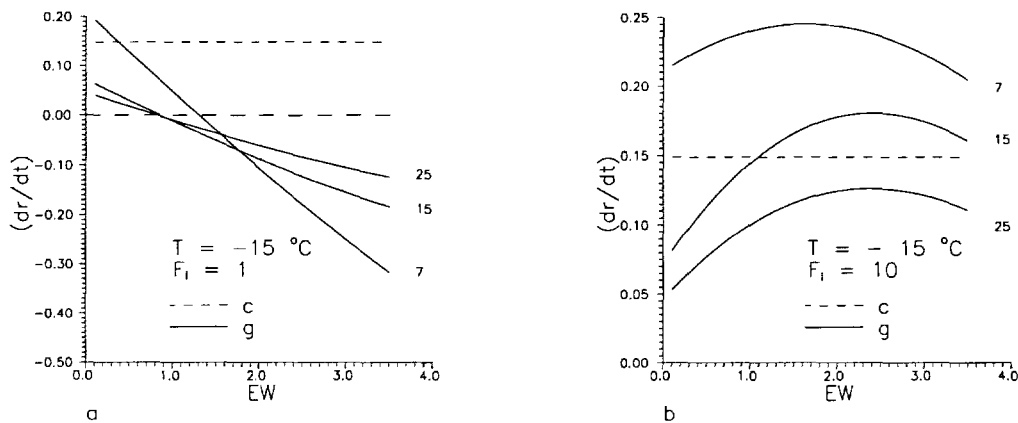 0.20
0.10
0.00
-0.10
-0.20
-0.30
-0.40
-0.50
(dr/dt)
25
15
7
T = -15 °C
F₁ = 1
c
g
0.0
1.0
2.0
3.0
4.0
EW
a
0.25
0.20
0.15
0.10
0.05
0.00
(dr/dt)
7
15
25
T = - 15 °C
F₁ = 10
c
g
0.0
1.0
2.0
3.0
4.0
EW
b